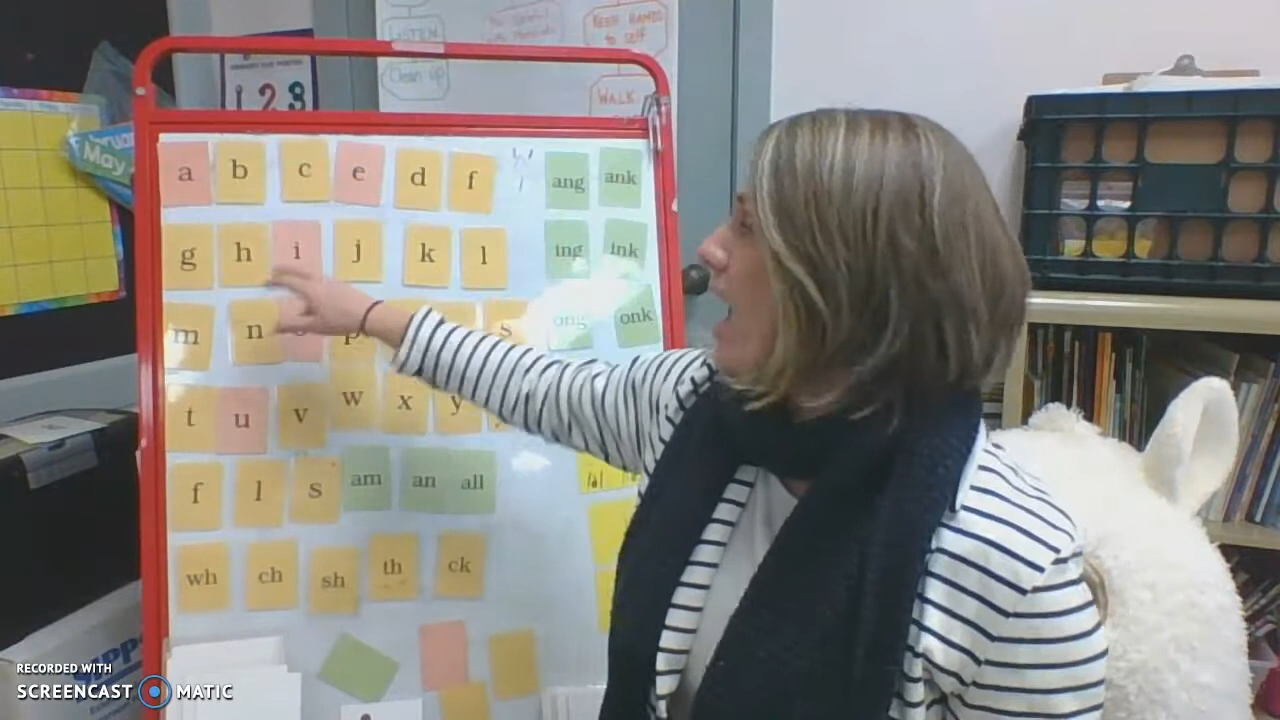 LISTEN
KEEP HANDS
to self
Clean up
WALK
1 2 3
May
a b c e d f ang ank
g h i j k l ing ink
m n p s ong onk
t u v w x y
f l s am an all
wh ch sh th ck
RECORDED WITH
SCREENCAST MATIC